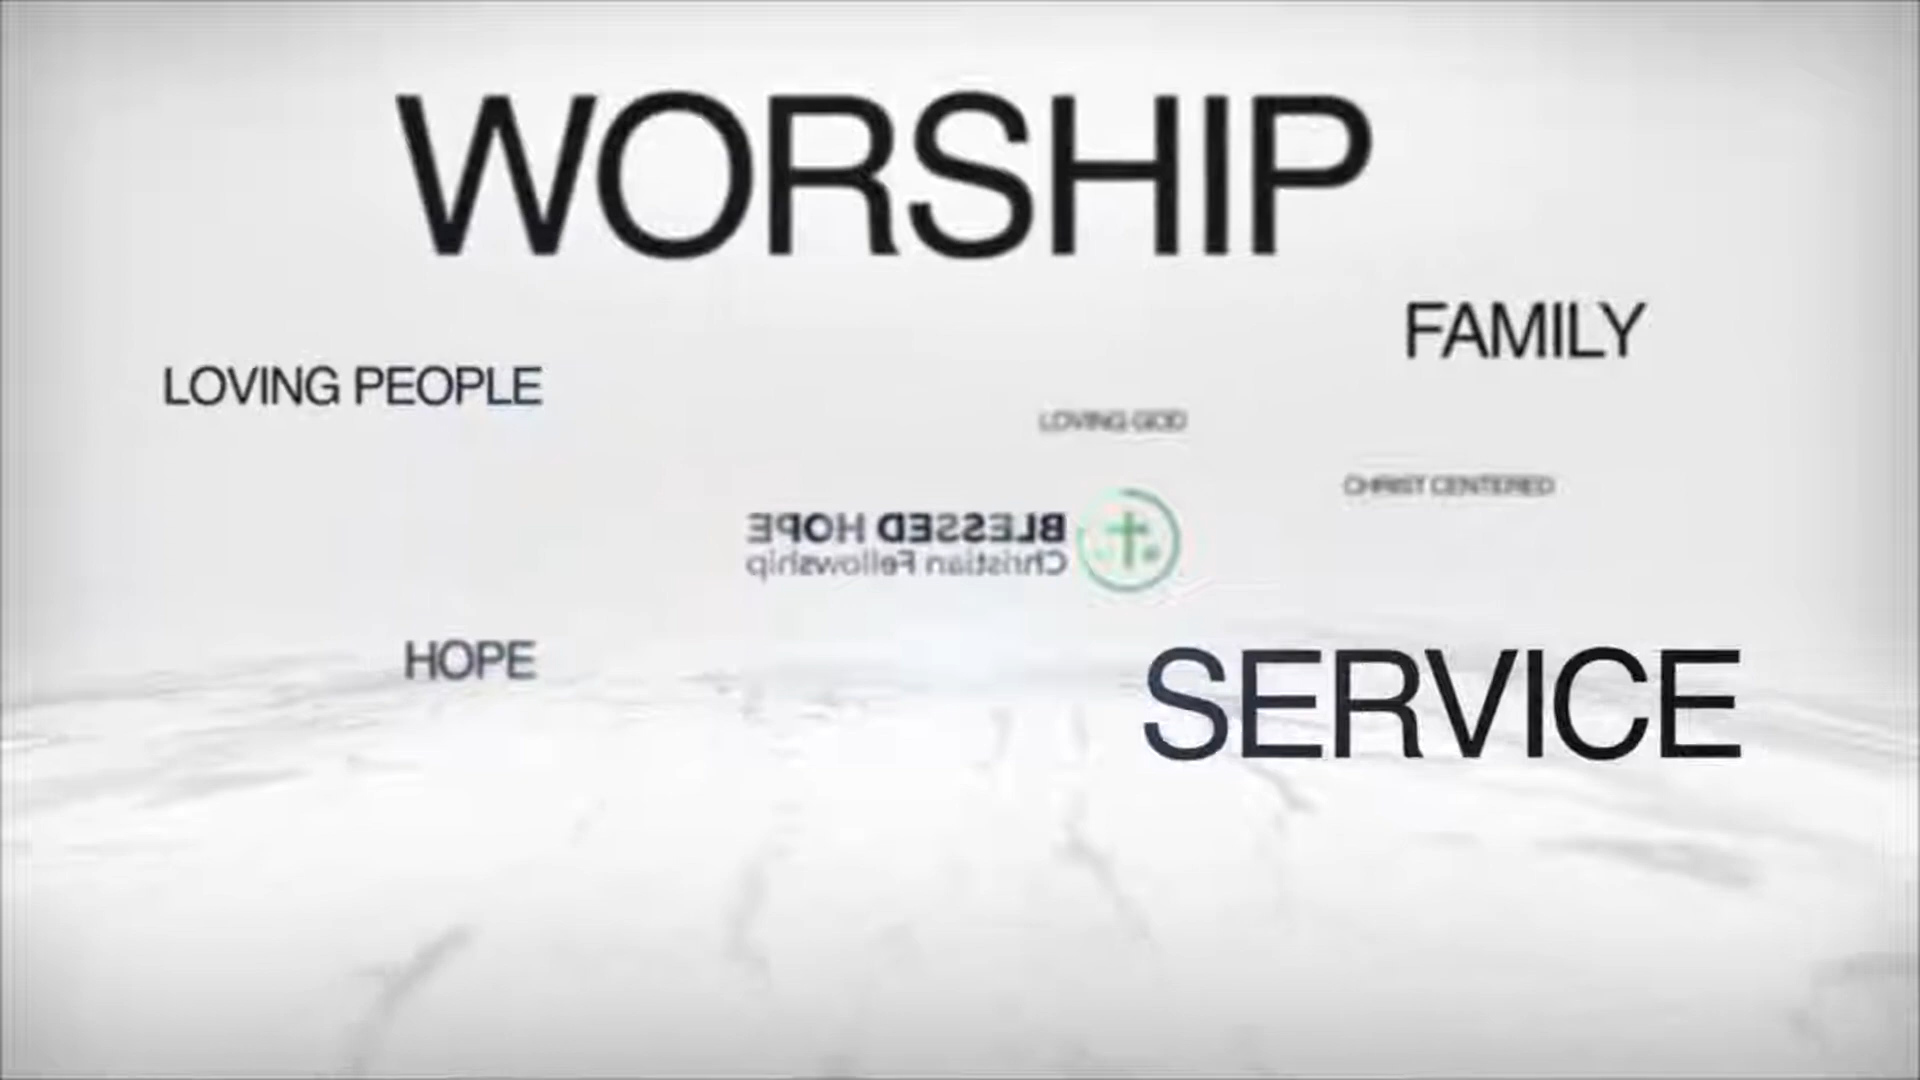 WORSHIP
FAMILY
LOVING PEOPLE
LOVING GOD
CHRIST CENTERED
BLESSED HOPE
Christian Fellowship
HOPE
SERVICE